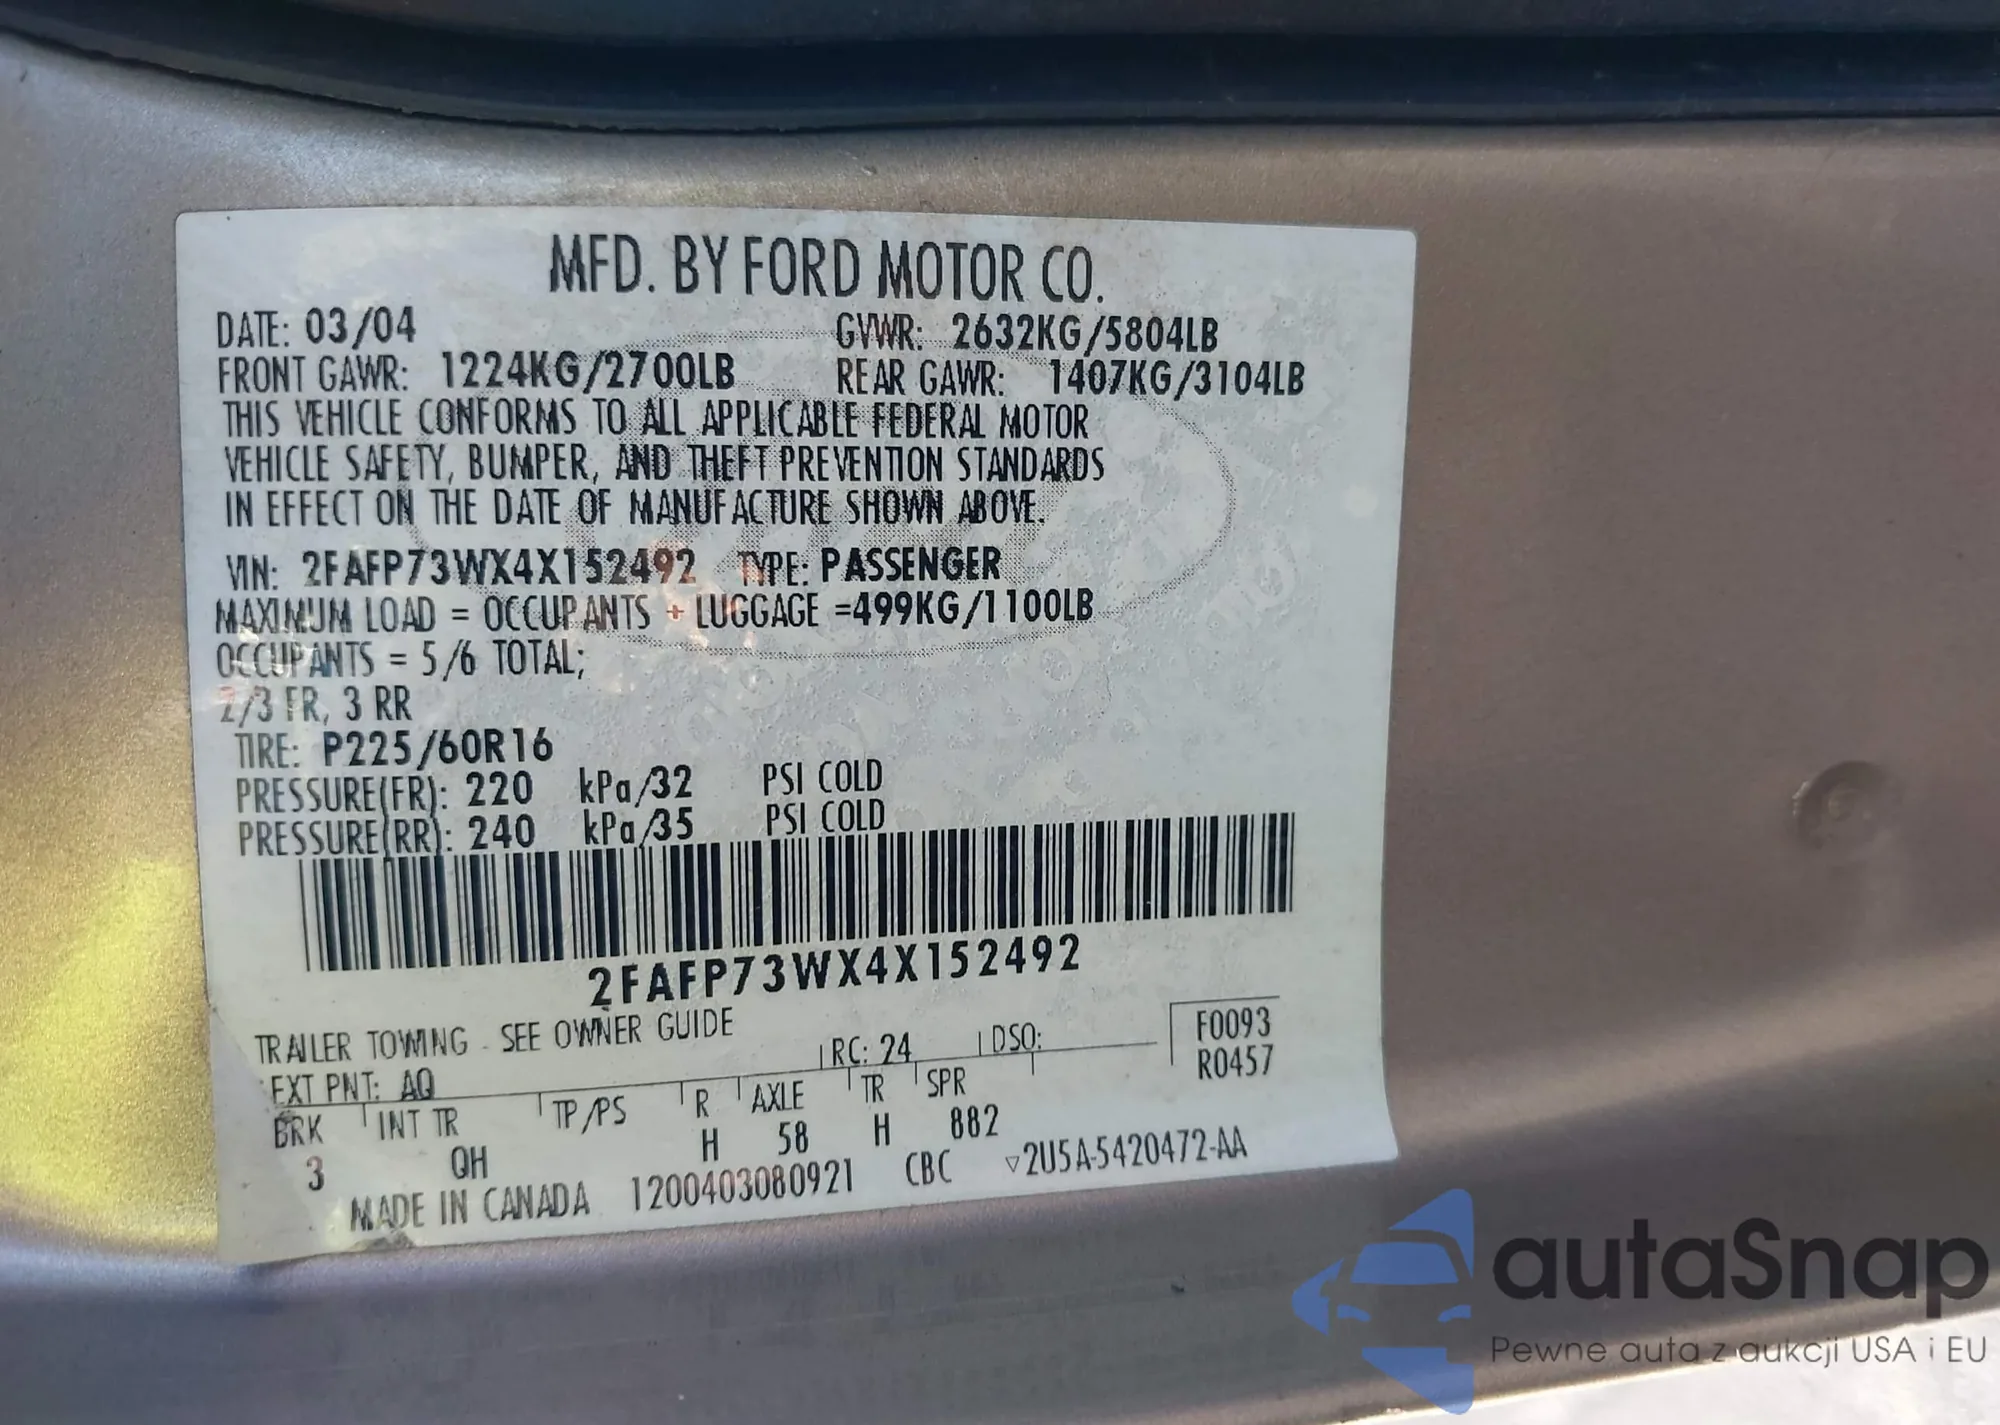 MFD. BY FORD MOTOR CO.
DATE: 03/04 GVWR: 2632KG/5804LB
FRONT GAWR: 1224KG/2700LB REAR GAWR: 1407KG/3104LB
THIS VEHICLE CONFORMS TO ALL APPLICABLE FEDERAL MOTOR
VEHICLE SAFETY, BUMPER, AND THEFT PREVENTION STANDARDS
IN EFFECT ON THE DATE OF MANUFACTURE SHOWN ABOVE.
VIN: 2FAFP73WX4X152492 TYPE: PASSENGER
MAXIMUM LOAD = OCCUPANTS + LUGGAGE =499KG/1100LB
OCCUPANTS = 5/6 TOTAL;
2/3 FR, 3 RR
TIRE: P225/60R16
PRESSURE(FR): 220 kPa/32 PSI COLD
PRESSURE(RR): 240 kPa/35 PSI COLD
2FAFP73WX4X152492
TRAILER TOWING - SEE OWNER GUIDE
EXT PNT: AQ RC: 24 DSO: F0093
R0457
BRK INT TR TP/PS R AXLE TR SPR
3 QH H 58 H 882
MADE IN CANADA 1200403080921 CBC ▽2U5A-5420472-AA
autaSnap
Pewne auta z aukcji USA i EU